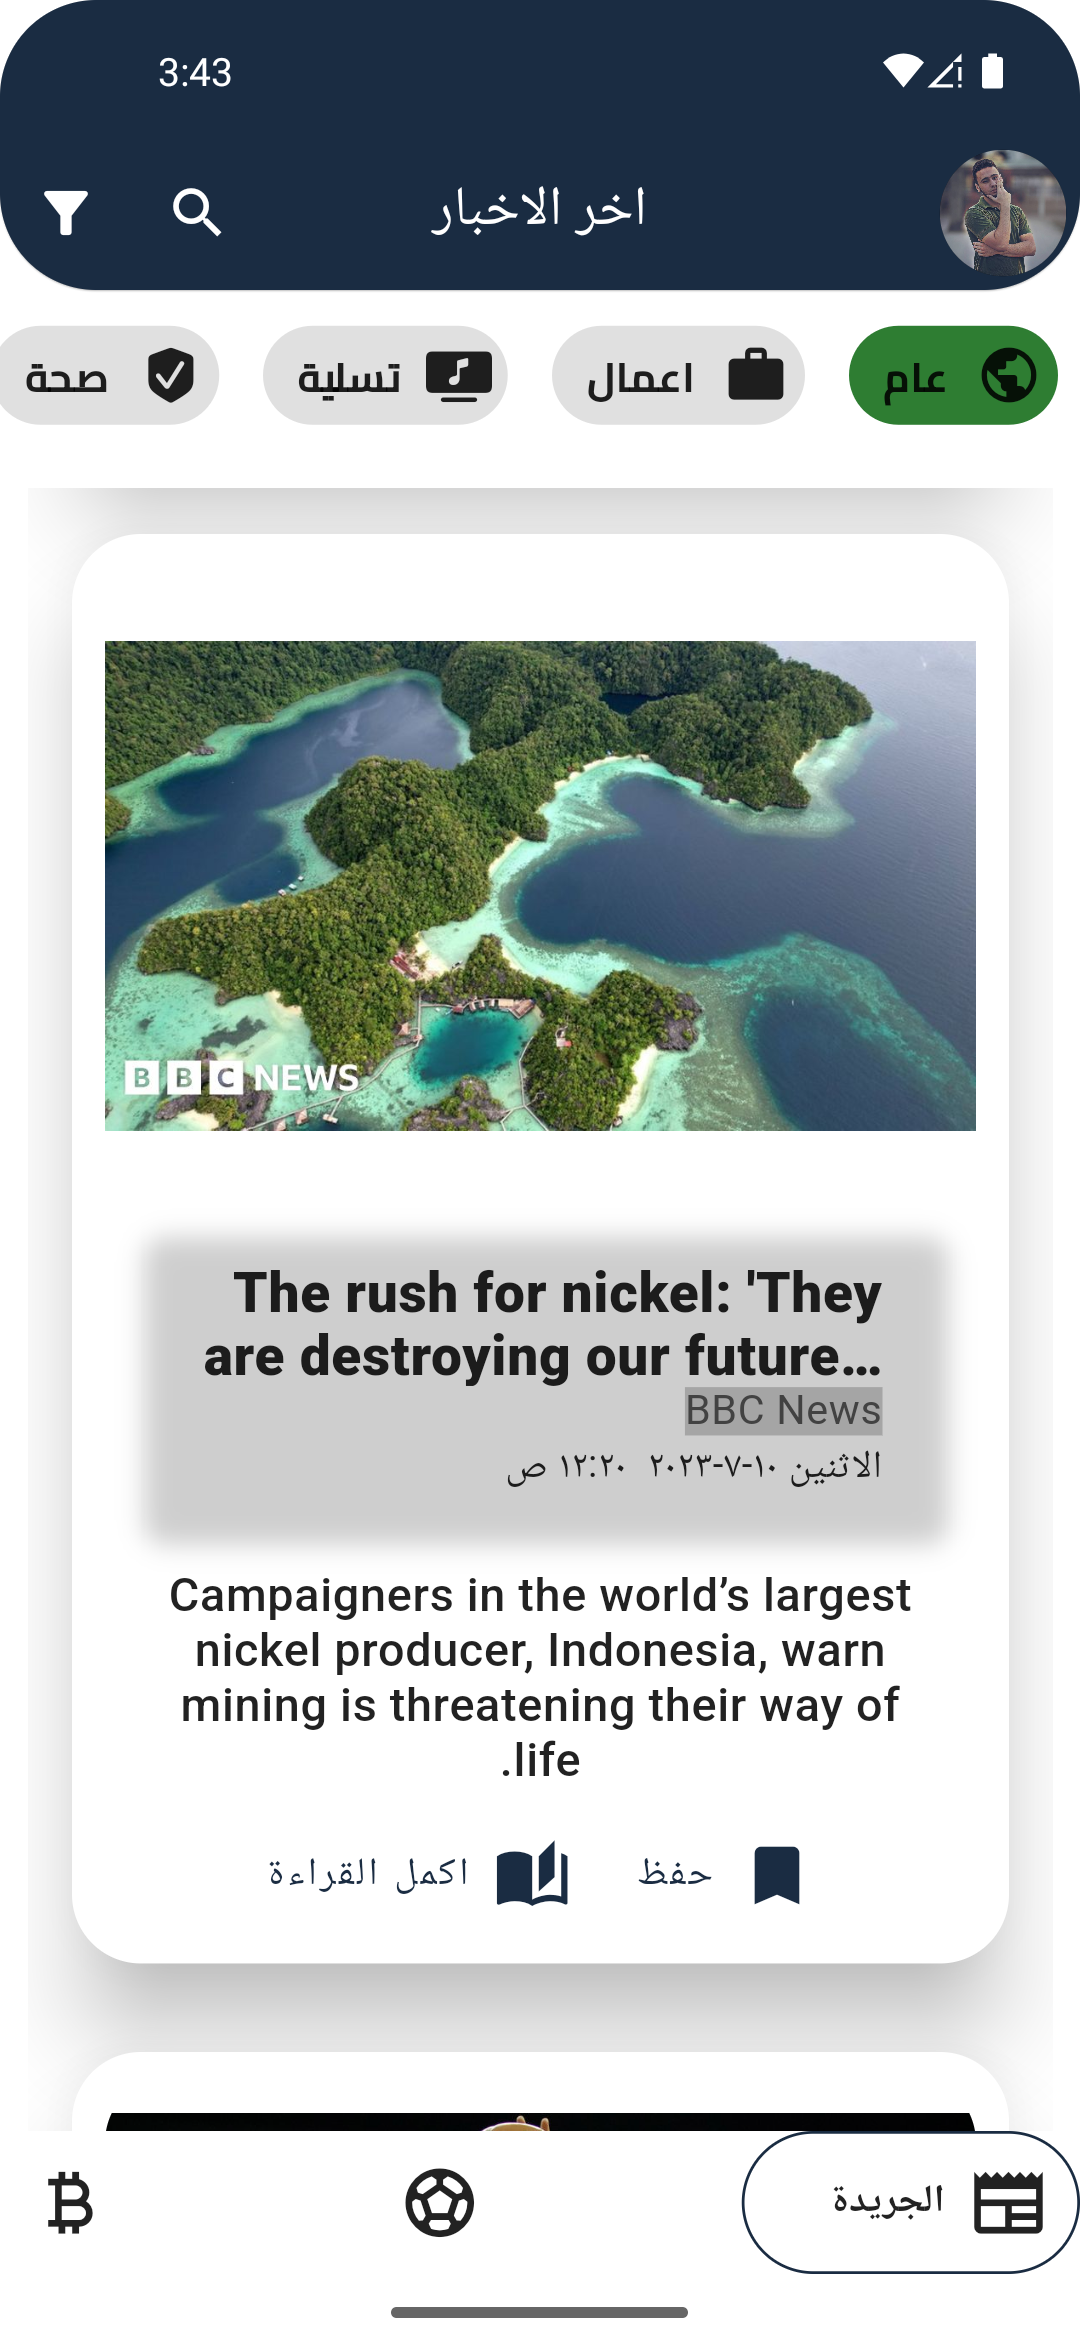 3:43
اخر الاخبار
عام
اعمال
تسلية
صحة
BBC NEWS
The rush for nickel: 'They
are destroying our future...
BBC News
الاثنين ١٠-٧-٢٠٢٣ ١٢:٢٠ ص
Campaigners in the world’s largest
nickel producer, Indonesia, warn
mining is threatening their way of
.life
حفظ
اكمل القراءة
الجريدة